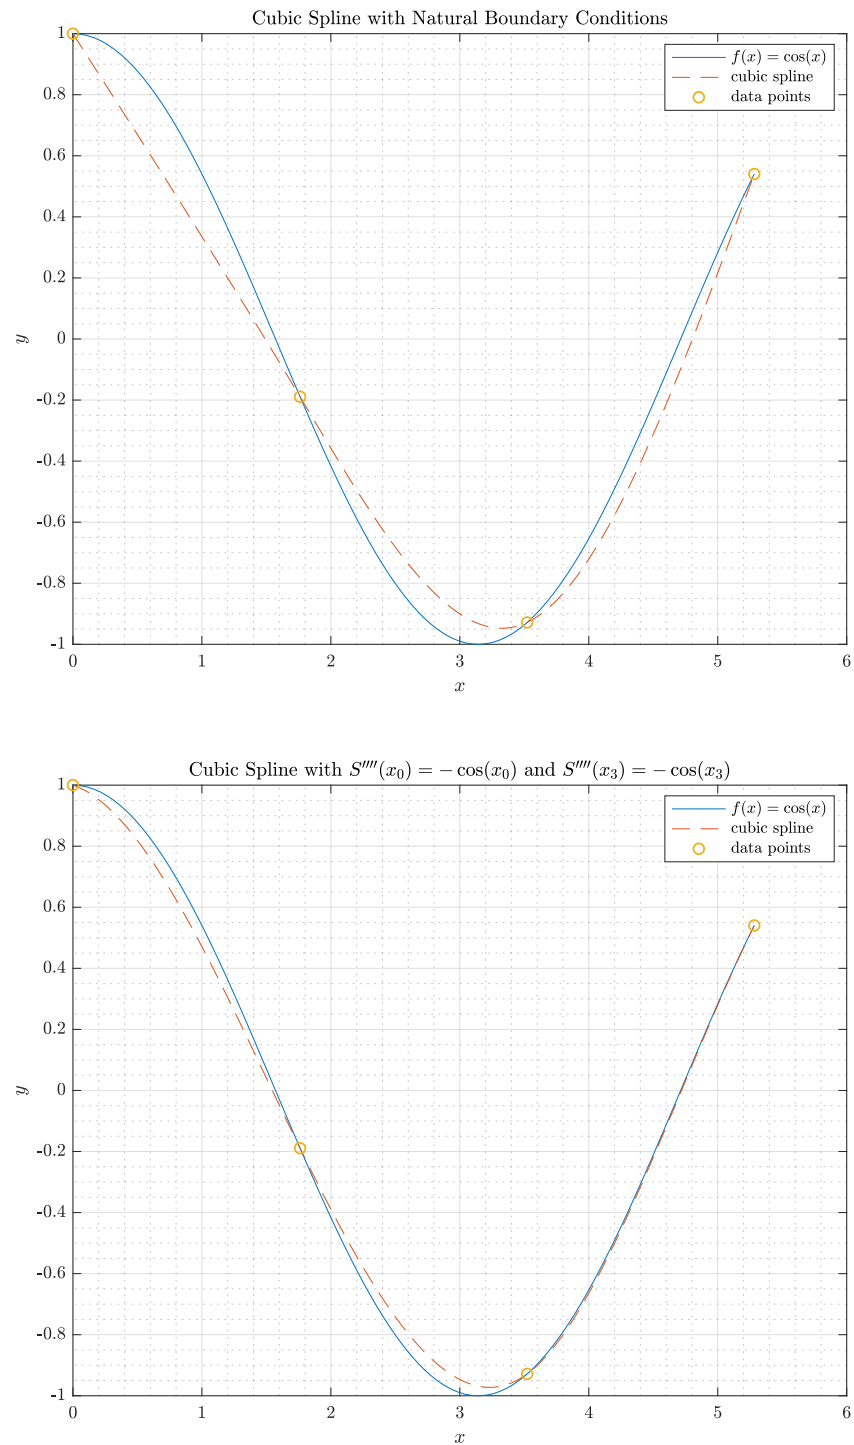 Cubic Spline with Natural Boundary Conditions
f(x) = cos(x)
cubic spline
data points
1
0.8
0.6
0.4
0.2
0
-0.2
-0.4
-0.6
-0.8
-1
y
0 1 2 3 4 5 6
x
Cubic Spline with S''''(x₀) = − cos(x₀) and S''''(x₃) = − cos(x₃)
f(x) = cos(x)
cubic spline
data points
1
0.8
0.6
0.4
0.2
0
-0.2
-0.4
-0.6
-0.8
-1
y
0 1 2 3 4 5 6
x